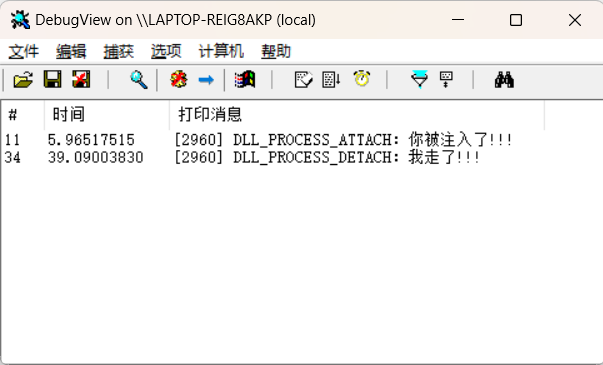 DebugView on \\LAPTOP-REIG8AKP (local)
文件 编辑 捕获 选项 计算机 帮助
# 时间 打印消息
11 5.96517515 [2960] DLL_PROCESS_ATTACH: 你被注入了!!!
34 39.09003830 [2960] DLL_PROCESS_DETACH: 我走了!!!